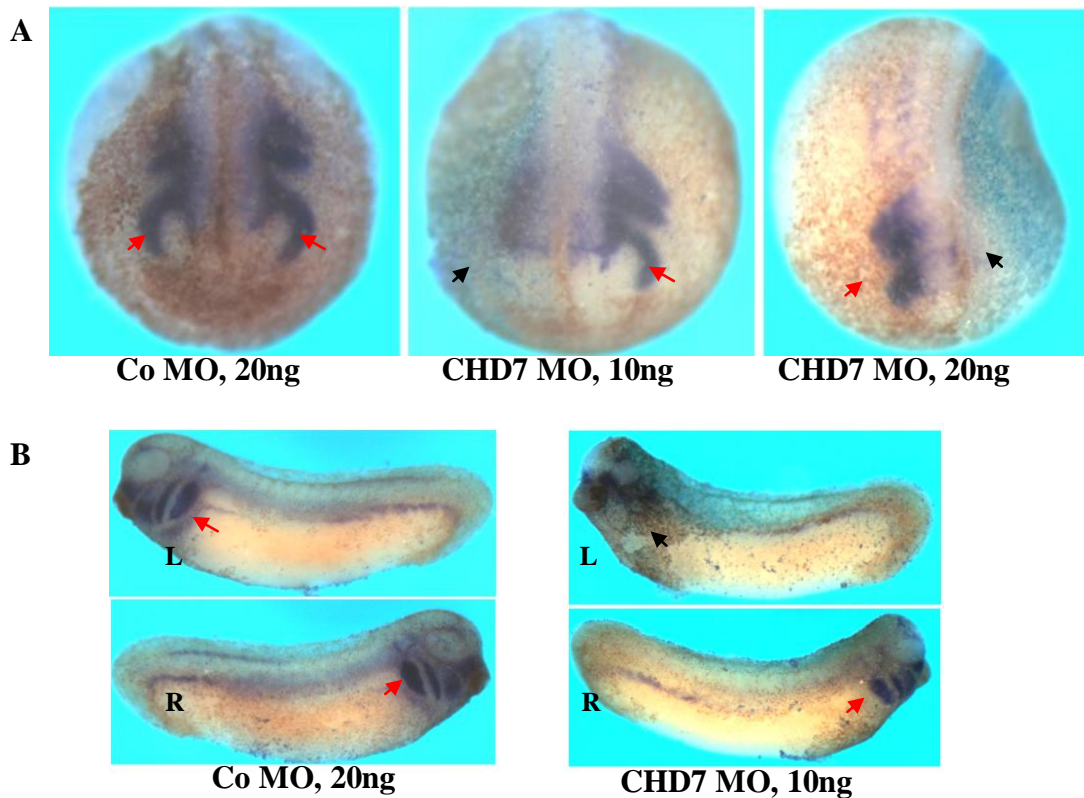 A
Co MO, 20ng CHD7 MO, 10ng CHD7 MO, 20ng
B
L L
R R
Co MO, 20ng CHD7 MO, 10ng